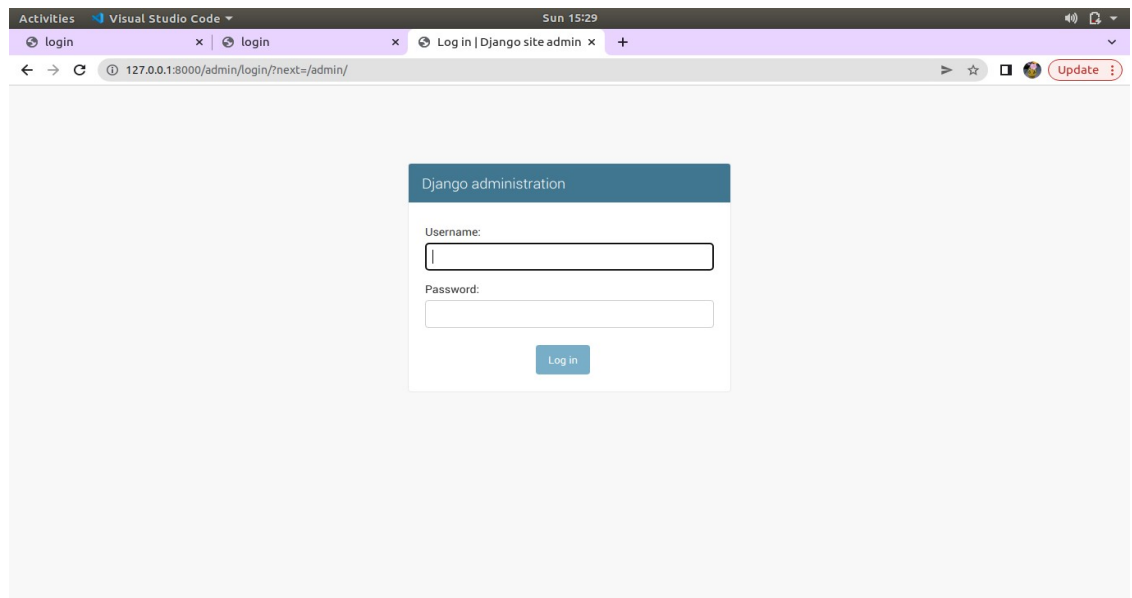 Activities Visual Studio Code Sun 15:29
login login Log in | Django site admin
127.0.0.1:8000/admin/login/?next=/admin/ Update
Django administration
Username:
Password:
Log in